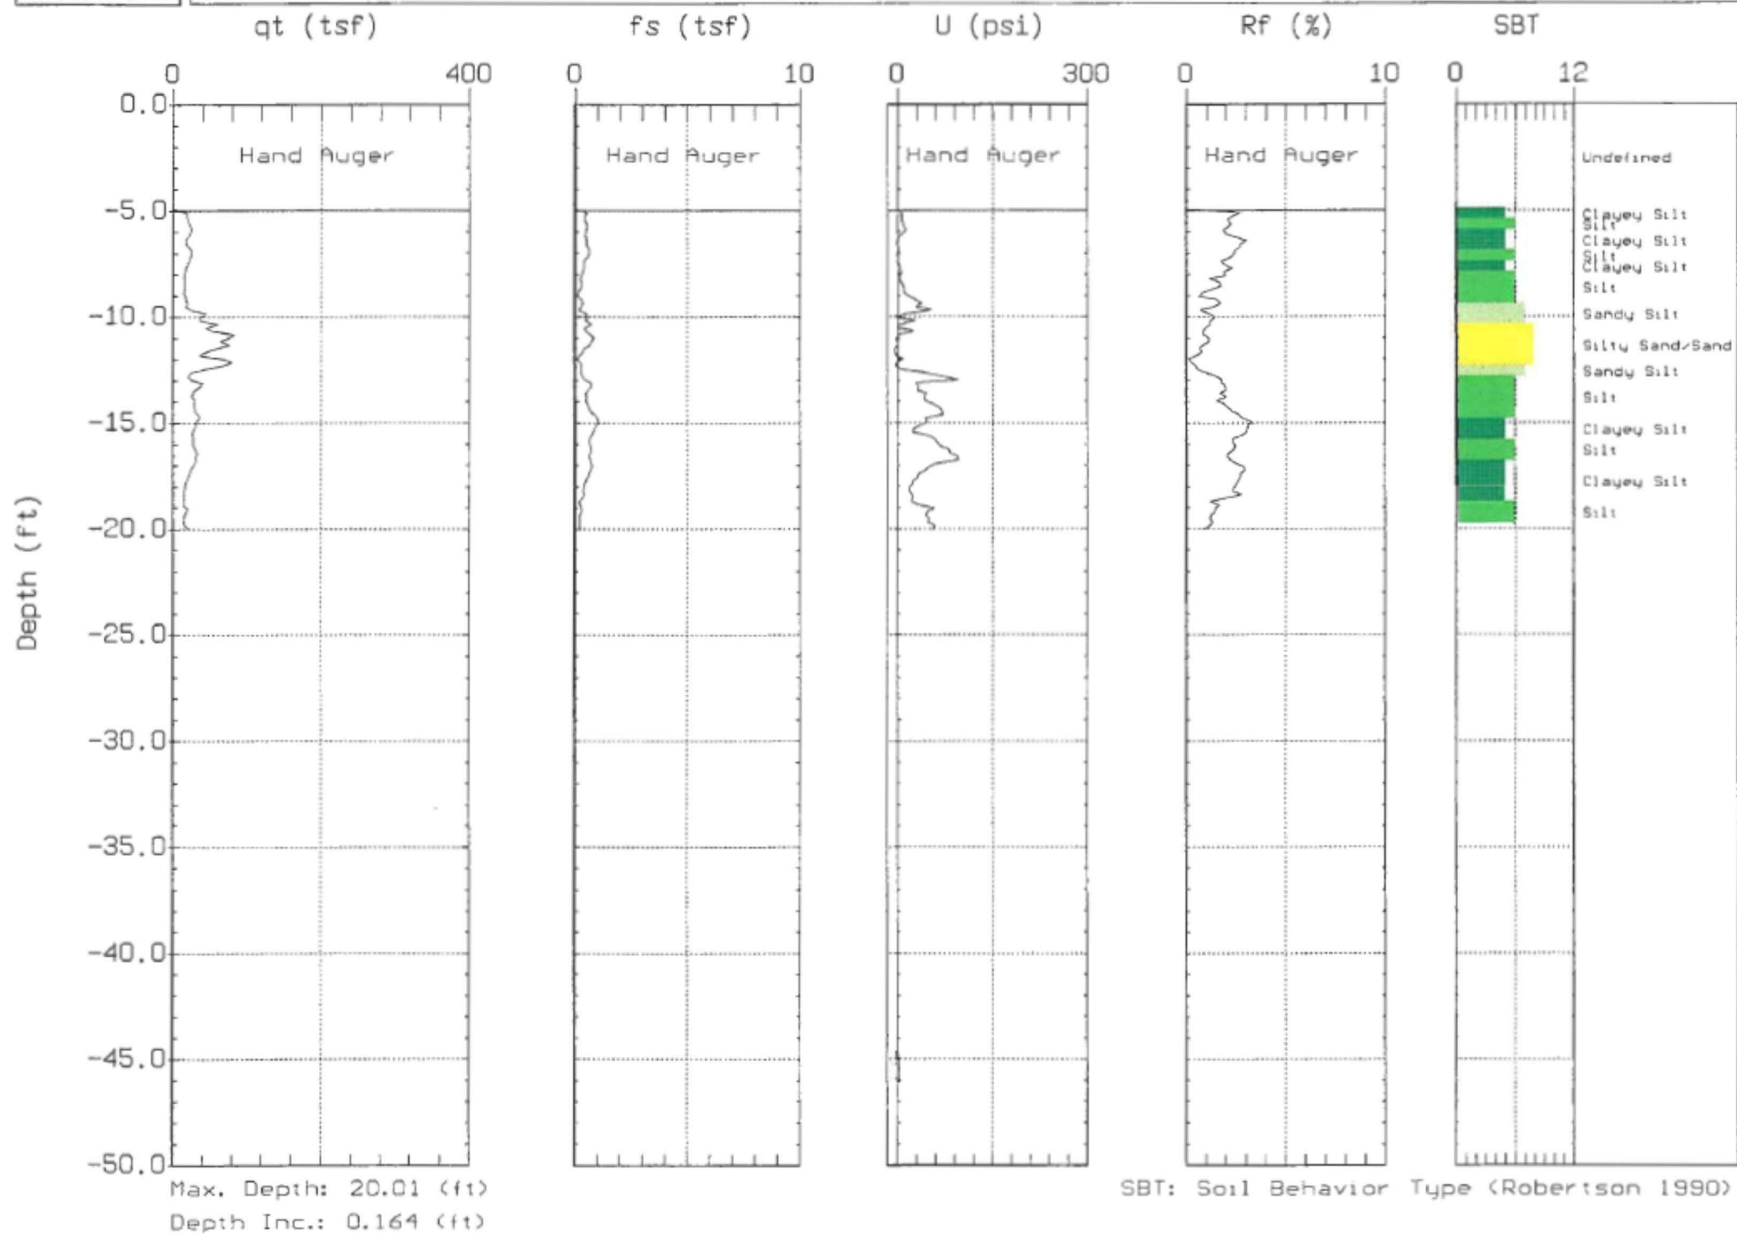 qt (tsf) fs (tsf) U (psi) Rf (%) SBT
0 400 0 10 0 300 0 10 0 12
0.0
Hand Auger Hand Auger Hand Auger Hand Auger Undefined
-5.0
Clayey Silt
Silt
Clayey Silt
Silt
Clayey Silt
Silt
-10.0
Sandy Silt
Silty Sand/Sand
Sandy Silt
Silt
-15.0
Clayey Silt
Silt
Clayey Silt
Silt
-20.0
Depth (ft)
-25.0
-30.0
-35.0
-40.0
-45.0
-50.0
Max. Depth: 20.01 (ft) SBT: Soil Behavior Type (Robertson 1990)
Depth Inc.: 0.164 (ft)